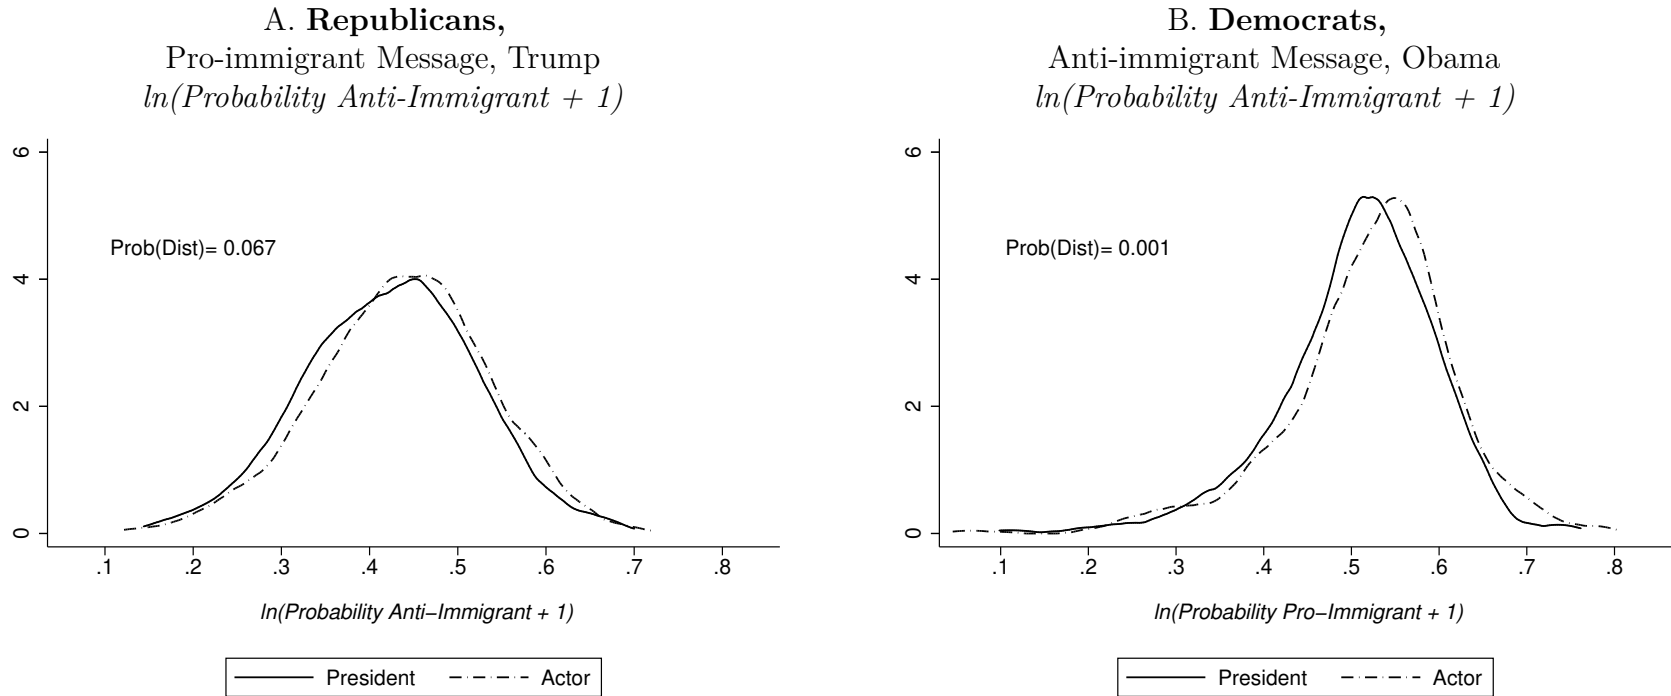 A. Republicans,
Pro-immigrant Message, Trump
ln(Probability Anti-Immigrant + 1)
6
4
2
0
Prob(Dist)= 0.067
.1 .2 .3 .4 .5 .6 .7 .8
ln(Probability Anti−Immigrant + 1)
President Actor
B. Democrats,
Anti-immigrant Message, Obama
ln(Probability Anti-Immigrant + 1)
6
4
2
0
Prob(Dist)= 0.001
.1 .2 .3 .4 .5 .6 .7 .8
ln(Probability Pro−Immigrant + 1)
President Actor